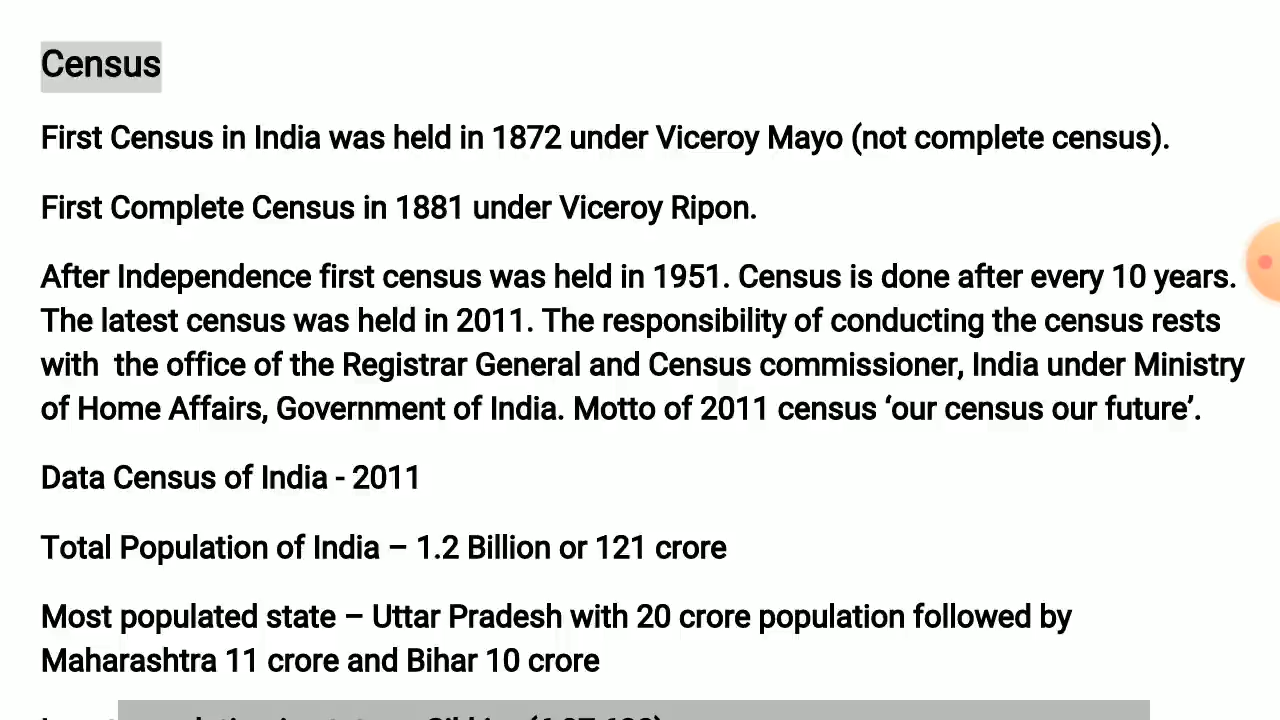 Census
First Census in India was held in 1872 under Viceroy Mayo (not complete census).
First Complete Census in 1881 under Viceroy Ripon.
After Independence first census was held in 1951. Census is done after every 10 years.
The latest census was held in 2011. The responsibility of conducting the census rests
with the office of the Registrar General and Census commissioner, India under Ministry
of Home Affairs, Government of India. Motto of 2011 census ‘our census our future’.
Data Census of India - 2011
Total Population of India – 1.2 Billion or 121 crore
Most populated state – Uttar Pradesh with 20 crore population followed by
Maharashtra 11 crore and Bihar 10 crore